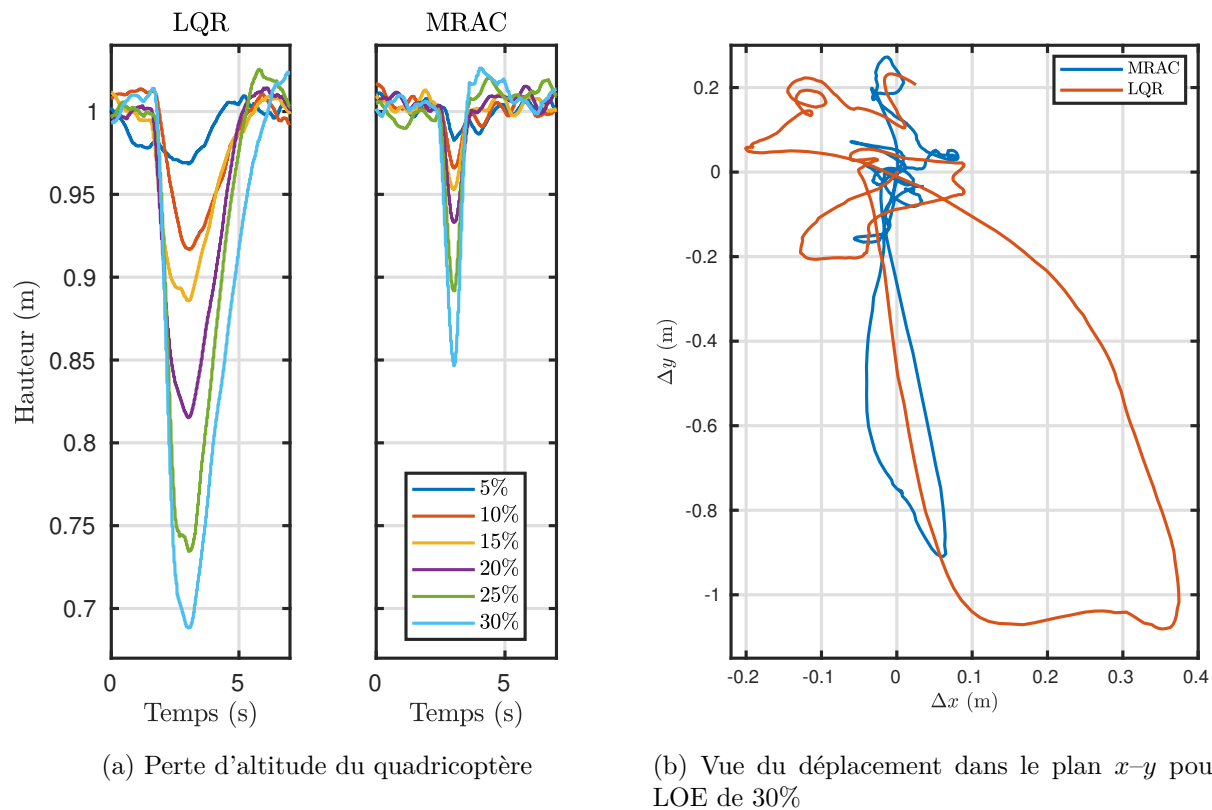 LQR
MRAC
1
0.95
0.9
0.85
0.8
0.75
0.7
Hauteur (m)
0 5
0 5
Temps (s)
Temps (s)
5%
10%
15%
20%
25%
30%
(a) Perte d'altitude du quadricoptère
MRAC
LQR
0.2
0
-0.2
-0.4
-0.6
-0.8
-1
Δy (m)
-0.2 -0.1 0 0.1 0.2 0.3 0.4
Δx (m)
(b) Vue du déplacement dans le plan x–y pou
LOE de 30%